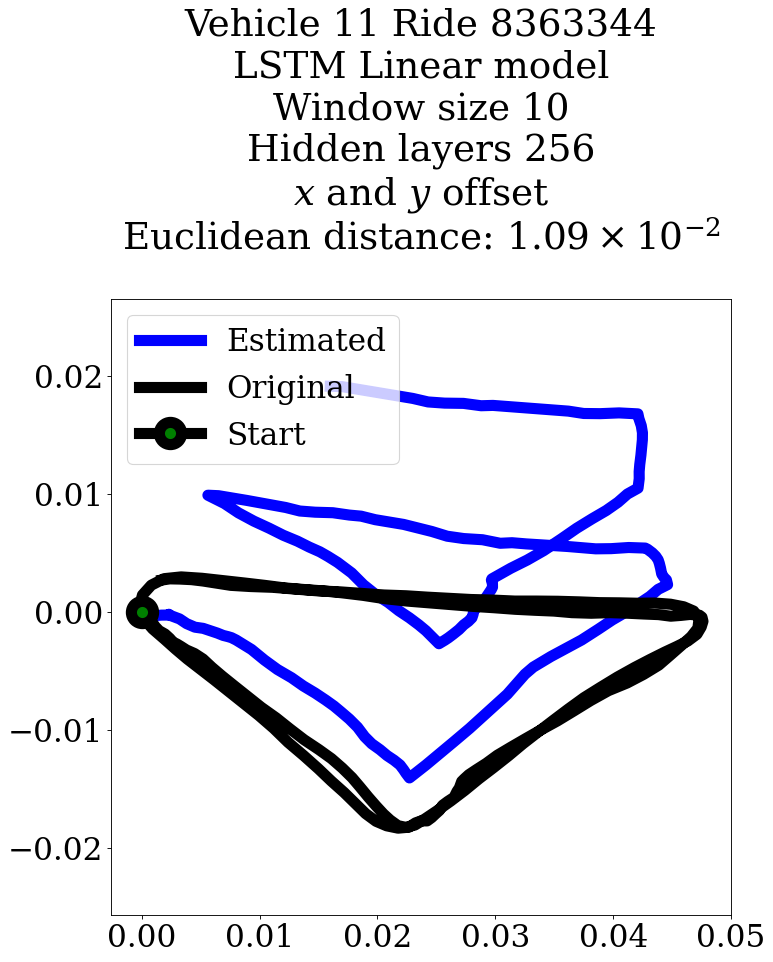 Vehicle 11 Ride 8363344
LSTM Linear model
Window size 10
Hidden layers 256
x and y offset
Euclidean distance: 1.09 × 10⁻²
Estimated
Original
Start
0.02
0.01
0.00
−0.01
−0.02
0.00 0.01 0.02 0.03 0.04 0.05